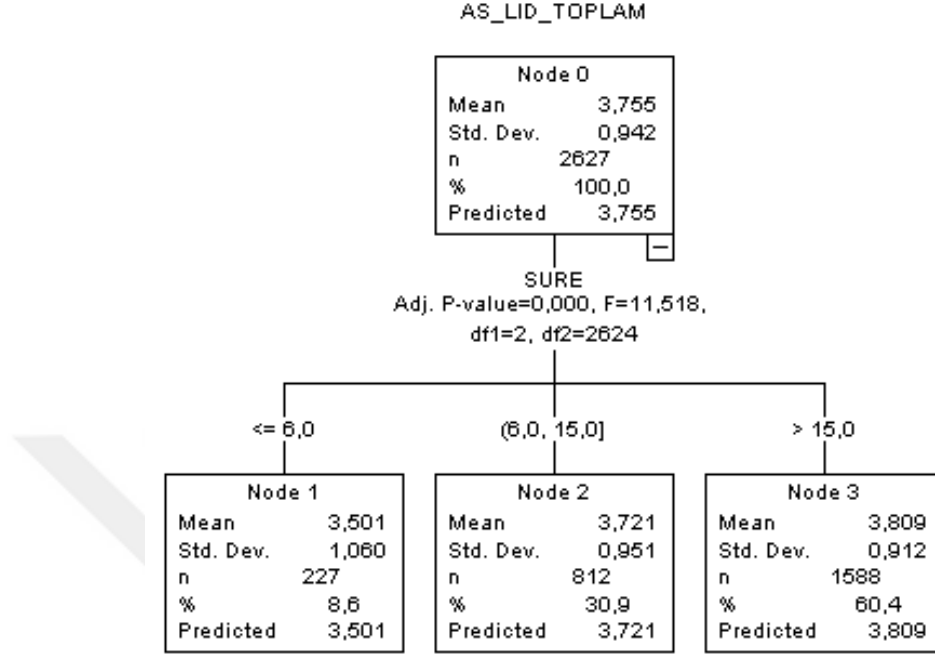 AS_LID_TOPLAM
Node 0
Mean 3,755
Std. Dev. 0,942
n 2627
% 100,0
Predicted 3,755
SURE
Adj. P-value=0,000, F=11,518,
df1=2, df2=2624
<= 6,0
(6,0, 15,0]
> 15,0
Node 1
Mean 3,501
Std. Dev. 1,060
n 227
% 8,6
Predicted 3,501
Node 2
Mean 3,721
Std. Dev. 0,951
n 812
% 30,9
Predicted 3,721
Node 3
Mean 3,809
Std. Dev. 0,912
n 1588
% 60,4
Predicted 3,809